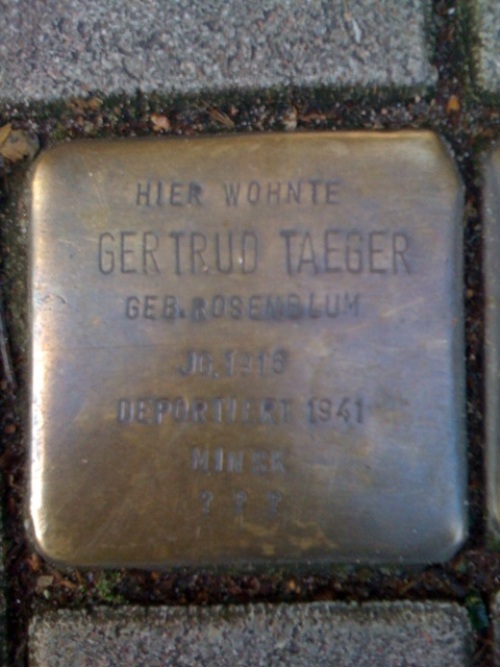 HIER WOHNTE
GERTRUD TAEGER
GEB. ROSENBLUM
JG. 1916
DEPORTIERT 1941
MINSK
? ? ?